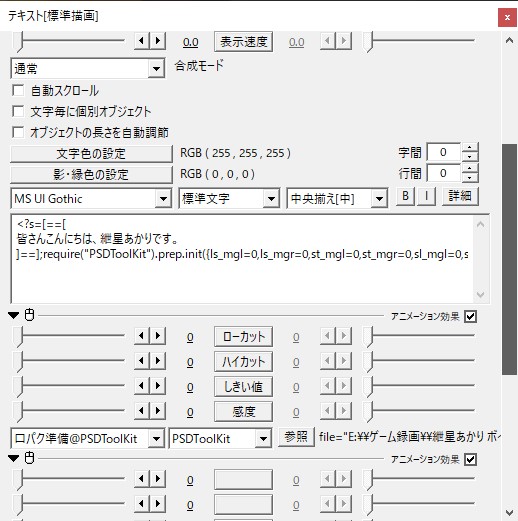 テキスト[標準描画]
0.0 表示速度 0.0
通常 合成モード
自動スクロール
文字毎に個別オブジェクト
オブジェクトの長さを自動調節
文字色の設定 RGB ( 255 , 255 , 255 ) 字間 0
影・縁色の設定 RGB ( 0 , 0 , 0 ) 行間 0
MS UI Gothic 標準文字 中央揃え[中] B I 詳細
<?s=[==[
皆さんこんにちは、紲星あかりです。
]==];require("PSDToolKit").prep.init({ls_mgl=0,ls_mgr=0,st_mgl=0,st_mgr=0,sl_mgl=0,s
アニメーション効果
0 ローカット 0
0 ハイカット 0
0 しきい値 0
0 感度 0
口パク準備@PSDToolKit PSDToolKit 参照 file="E:¥¥ゲーム録画¥¥紲星あかり ボイ
アニメーション効果
0 0
0 0